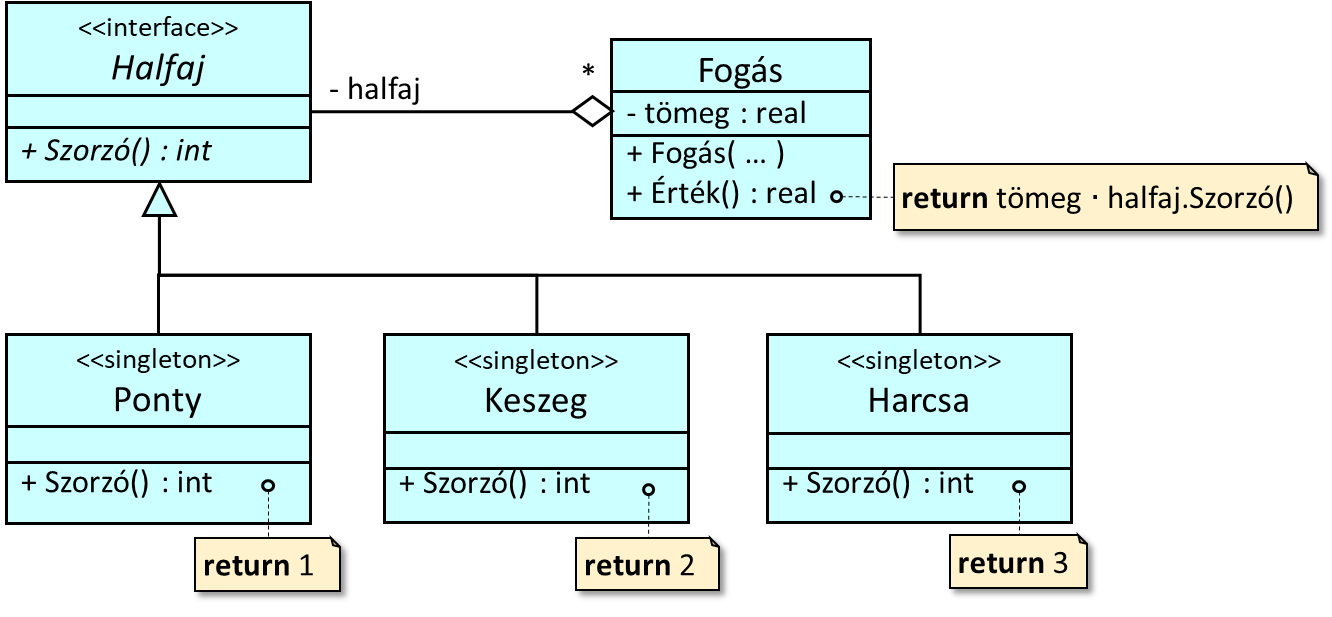 <<interface>>
Halfaj
+ Szorzó() : int
- halfaj
*
Fogás
- tömeg : real
+ Fogás( … )
+ Érték() : real
return tömeg · halfaj.Szorzó()
<<singleton>>
Ponty
+ Szorzó() : int
return 1
<<singleton>>
Keszeg
+ Szorzó() : int
return 2
<<singleton>>
Harcsa
+ Szorzó() : int
return 3